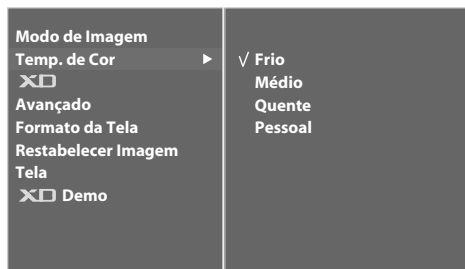 Modo de Imagem
Temp. de Cor ▶
XD
Avançado
Formato da Tela
Restabelecer Imagem
Tela
XD Demo
√ Frio
Médio
Quente
Pessoal